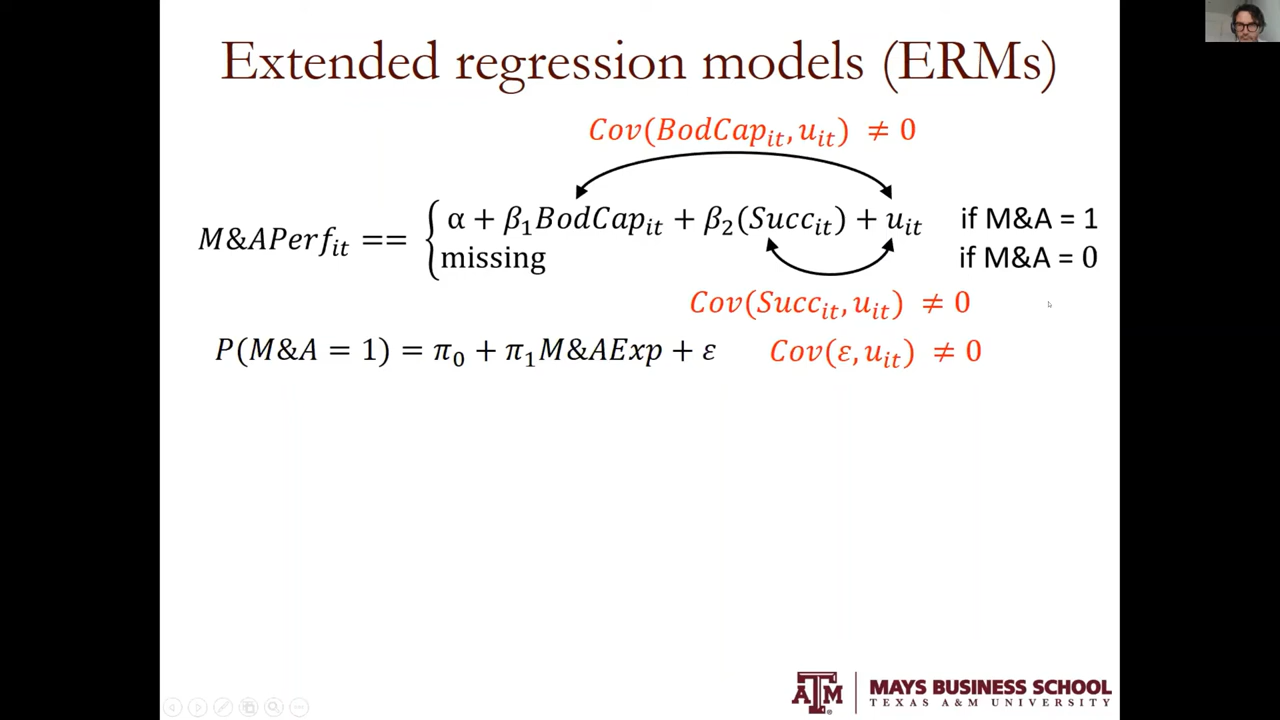 Extended regression models (ERMs)
Cov(BodCap_it, u_it) ≠ 0
M&APerf_it == { α + β_1BodCap_it + β_2(Succ_it) + u_it if M&A = 1
missing if M&A = 0
Cov(Succ_it, u_it) ≠ 0
P(M&A = 1) = π_0 + π_1M&AExp + ε Cov(ε, u_it) ≠ 0
ATM
MAYS BUSINESS SCHOOL
TEXAS A&M UNIVERSITY